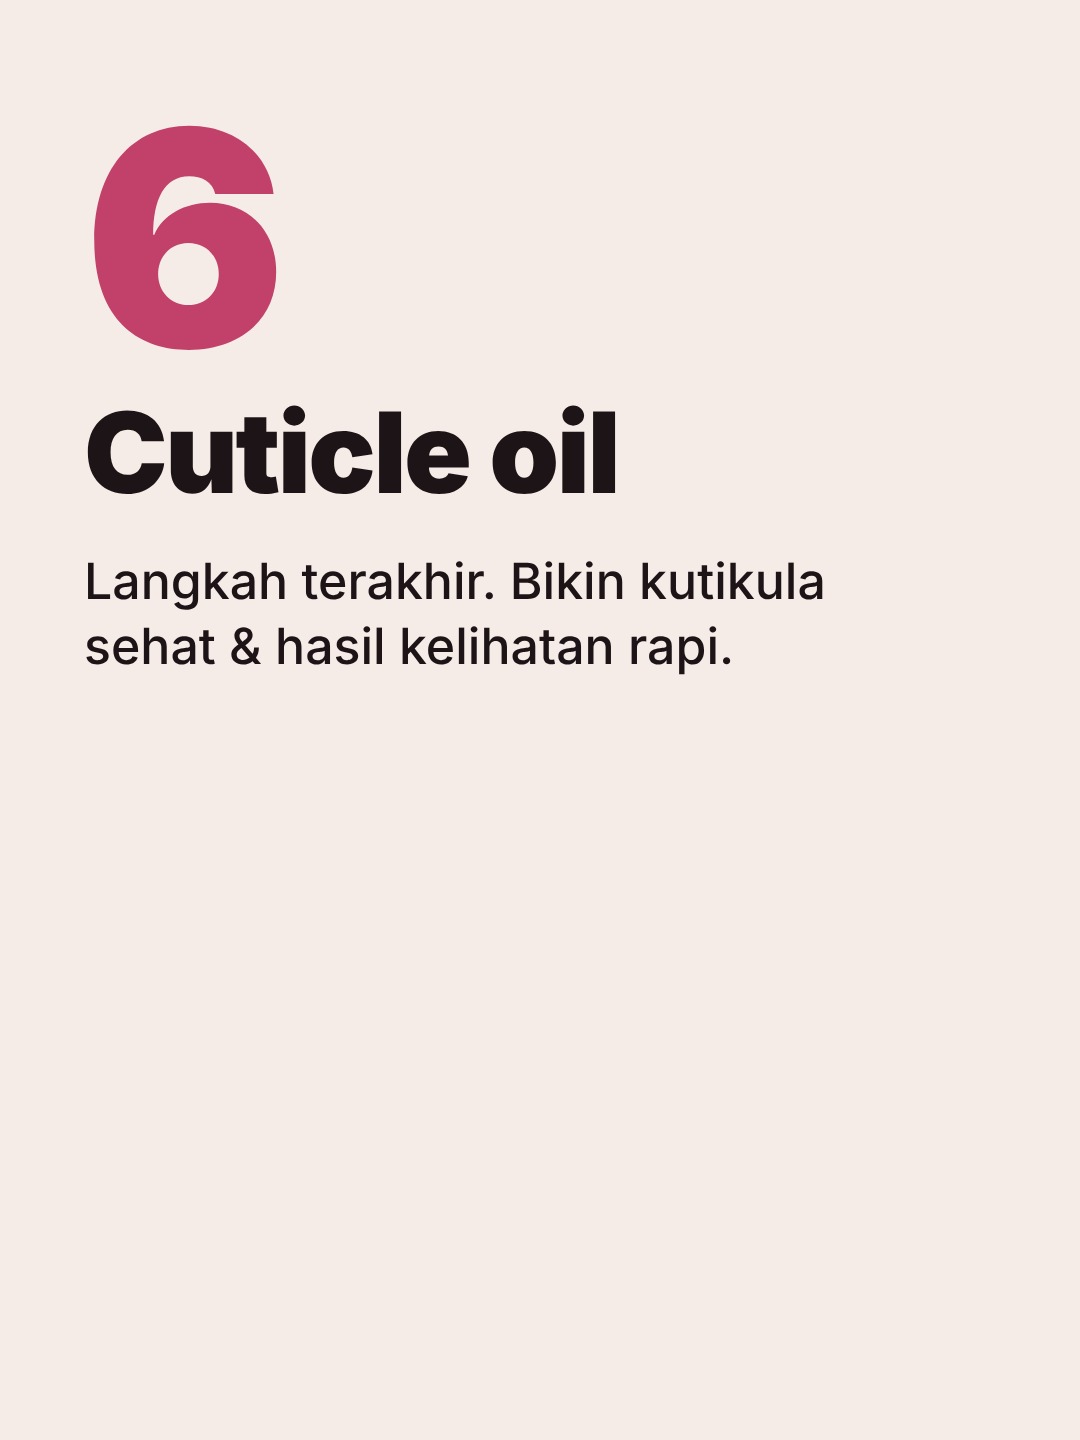 6
Cuticle oil
Langkah terakhir. Bikin kutikula
sehat & hasil kelihatan rapi.